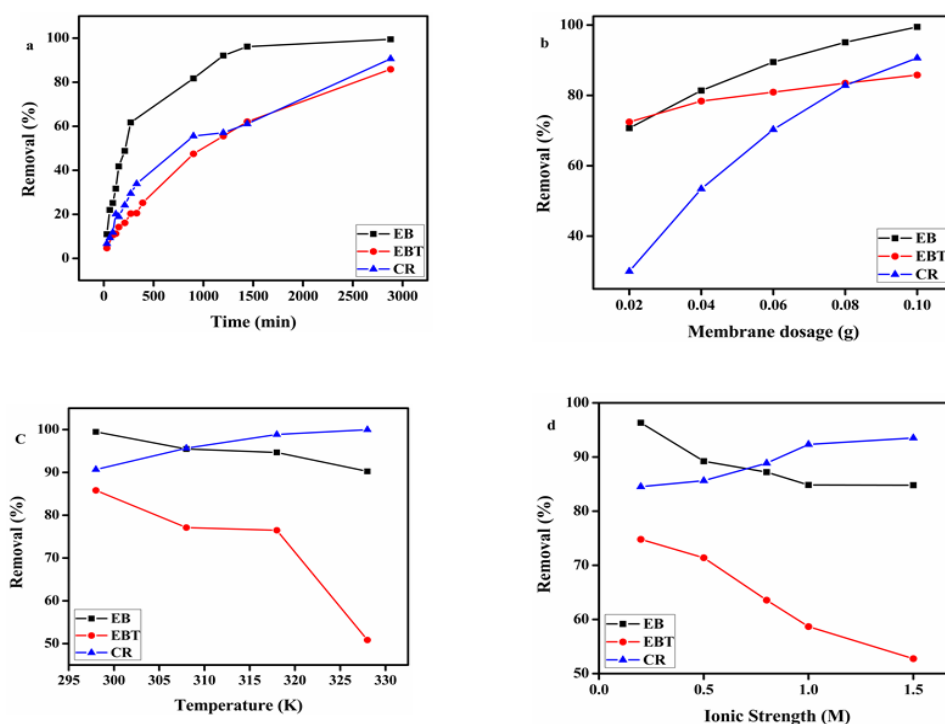 a
100
80
60
40
20
0
Removal (%)
EB
EBT
CR
0 500 1000 1500 2000 2500 3000
Time (min)
b
100
80
60
40
Removal (%)
EB
EBT
CR
0.02 0.04 0.06 0.08 0.10
Membrane dosage (g)
C
100
90
80
70
60
50
Removal (%)
EB
EBT
CR
295 300 305 310 315 320 325 330
Temperature (K)
d
100
90
80
70
60
50
Removal (%)
EB
EBT
CR
0.0 0.5 1.0 1.5
Ionic Strength (M)